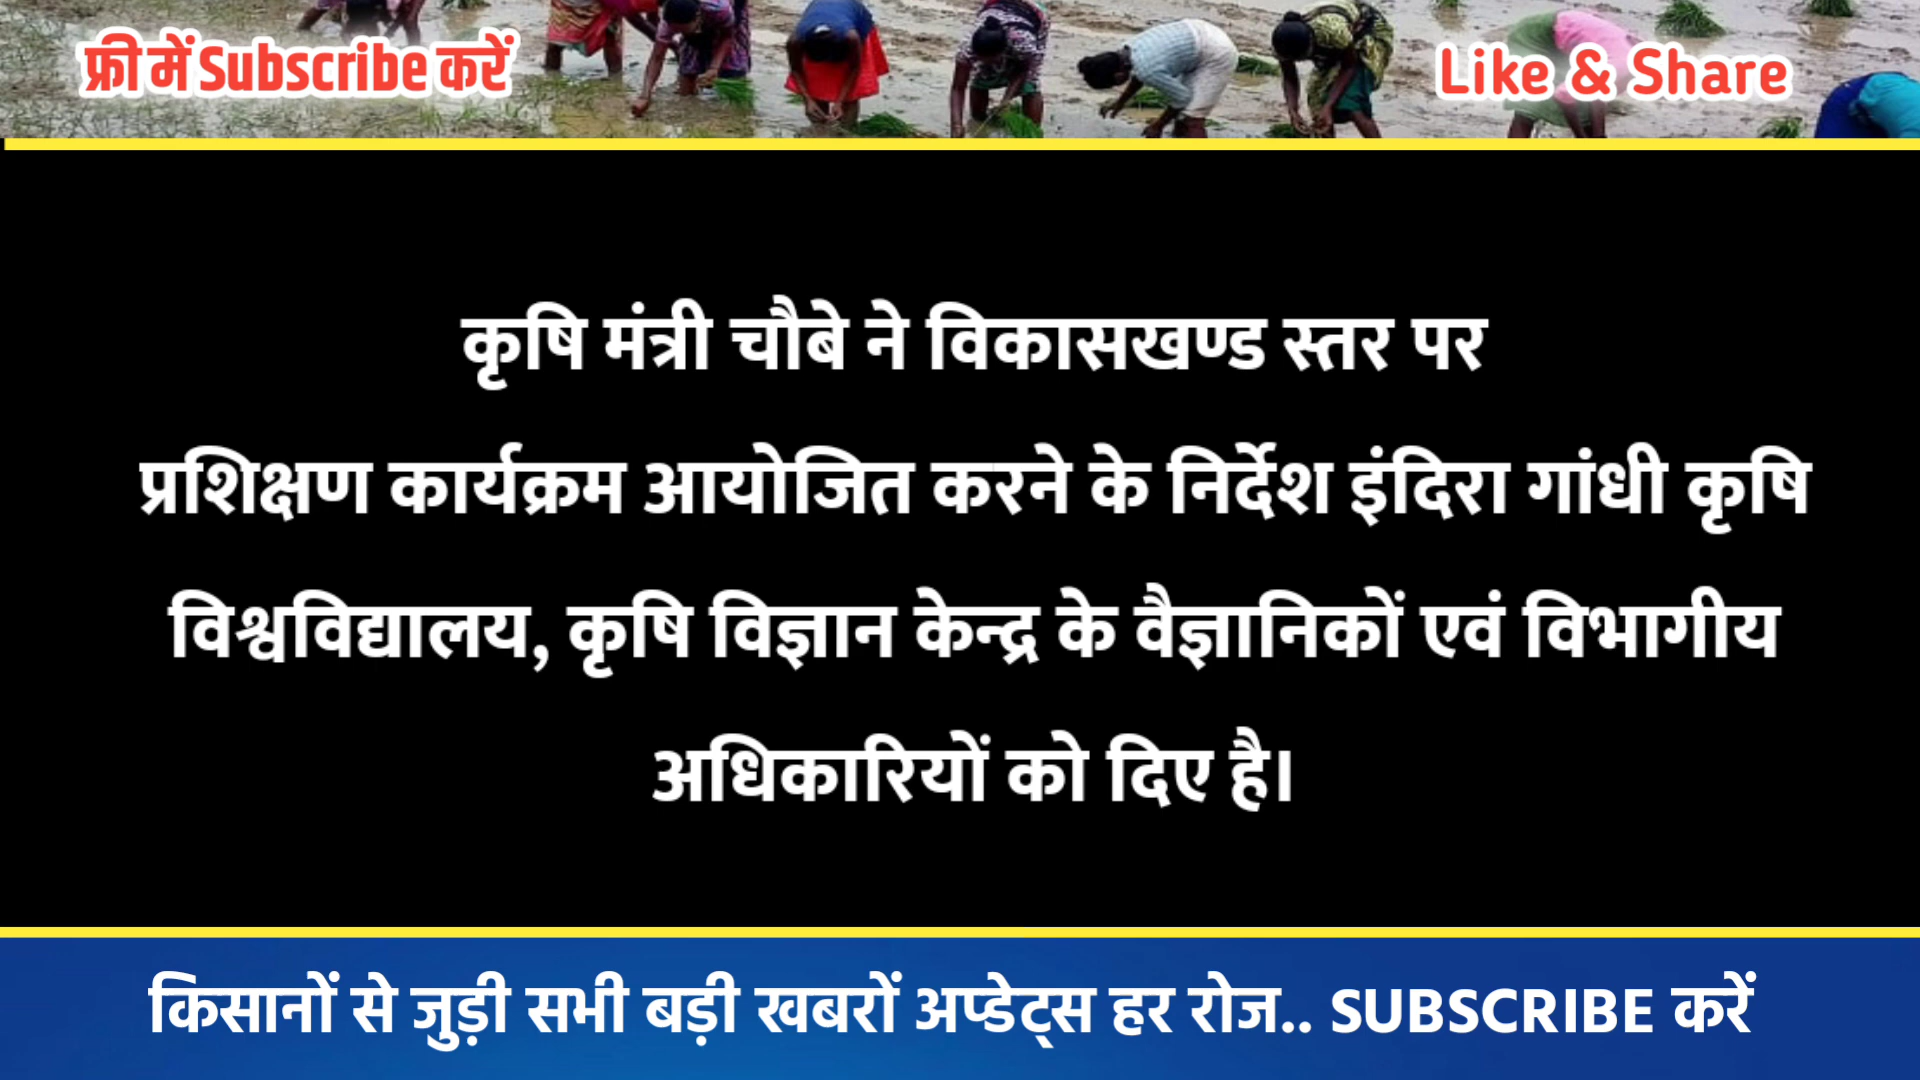 फ्री में Subscribe करें
Like & Share
कृषि मंत्री चौबे ने विकासखण्ड स्तर पर
प्रशिक्षण कार्यक्रम आयोजित करने के निर्देश इंदिरा गांधी कृषि
विश्वविद्यालय, कृषि विज्ञान केन्द्र के वैज्ञानिकों एवं विभागीय
अधिकारियों को दिए है।
किसानों से जुड़ी सभी बड़ी खबरों अप्डेट्स हर रोज.. SUBSCRIBE करें